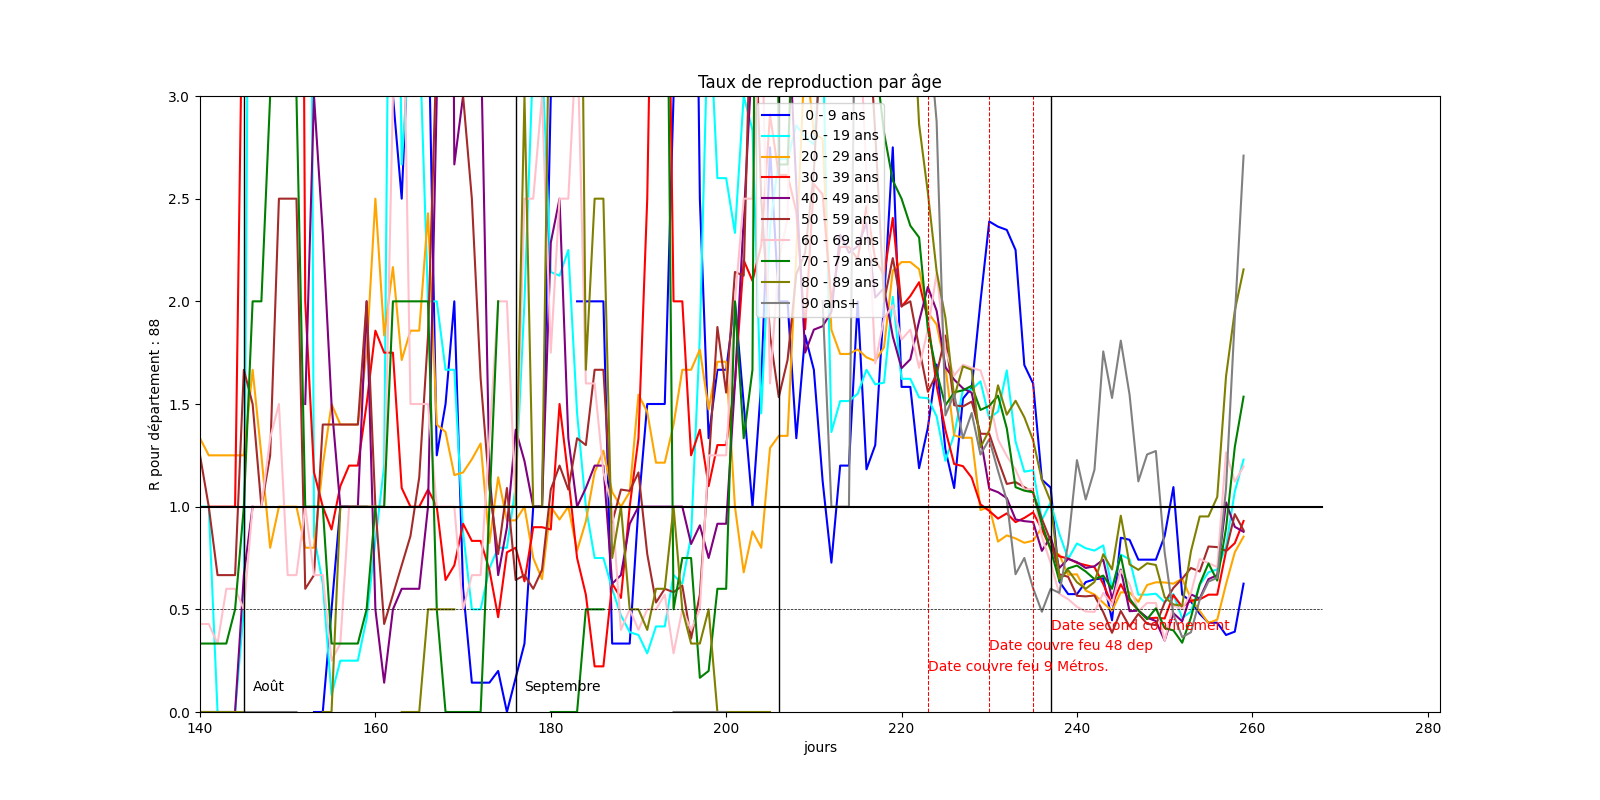 Taux de reproduction par âge
R pour département : 88
3.0
2.5
2.0
1.5
1.0
0.5
0.0
0 - 9 ans
10 - 19 ans
20 - 29 ans
30 - 39 ans
40 - 49 ans
50 - 59 ans
60 - 69 ans
70 - 79 ans
80 - 89 ans
90 ans+
Date second confinement
Date couvre feu 48 dep
Date couvre feu 9 Métros.
Août
Septembre
140 160 180 200 220 240 260 280
jours